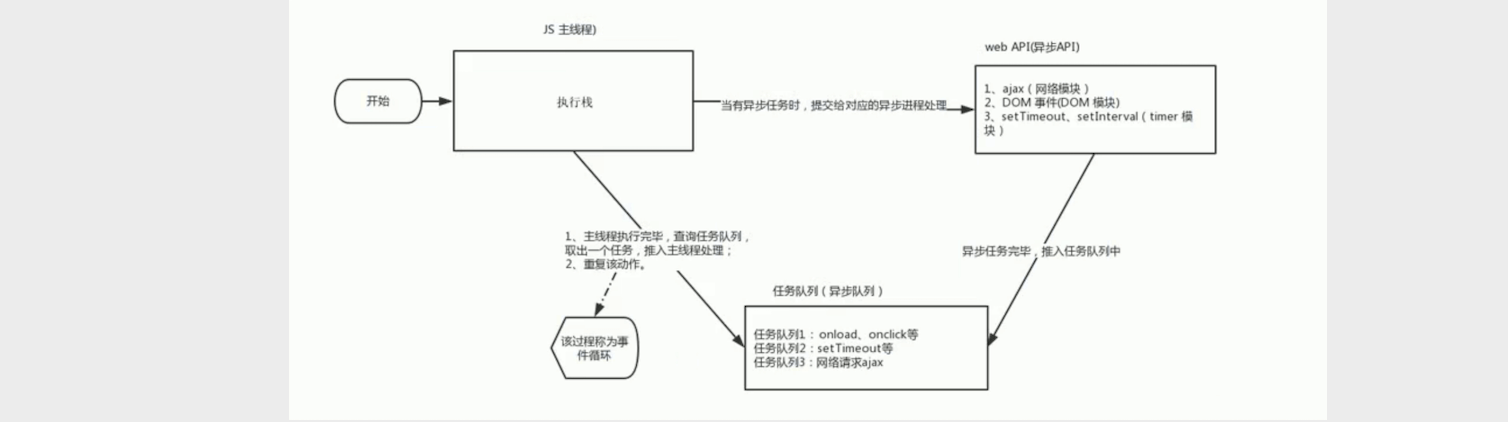 JS 主线程)
web API(异步API)
开始
执行栈
当有异步任务时，提交给对应的异步进程处理
1、ajax（网络模块）
2、DOM 事件(DOM 模块)
3、setTimeout、setInterval（timer 模
块）
1、主线程执行完毕，查询任务队列，
取出一个任务，推入主线程处理；
2、重复该动作。
异步任务完毕，推入任务队列中
任务队列（异步队列）
该过程称为事
件循环
任务队列1： onload、onclick等
任务队列2：setTimeout等
任务队列3：网络请求ajax